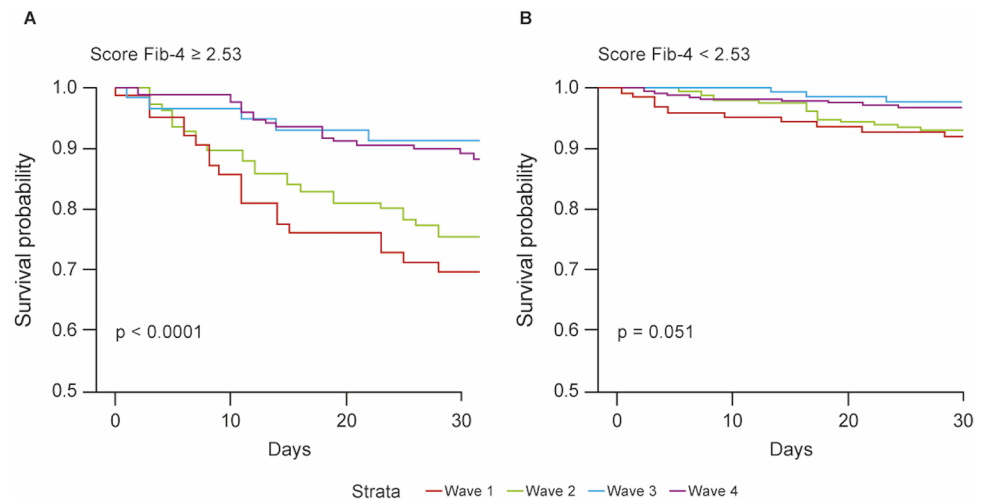 A
Score Fib-4 ≥ 2.53
Survival probability
1.0
0.9
0.8
0.7
0.6
0.5
p < 0.0001
0 10 20 30
Days
B
Score Fib-4 < 2.53
Survival probability
1.0
0.9
0.8
0.7
0.6
0.5
p = 0.051
0 10 20 30
Days
Strata Wave 1 Wave 2 Wave 3 Wave 4